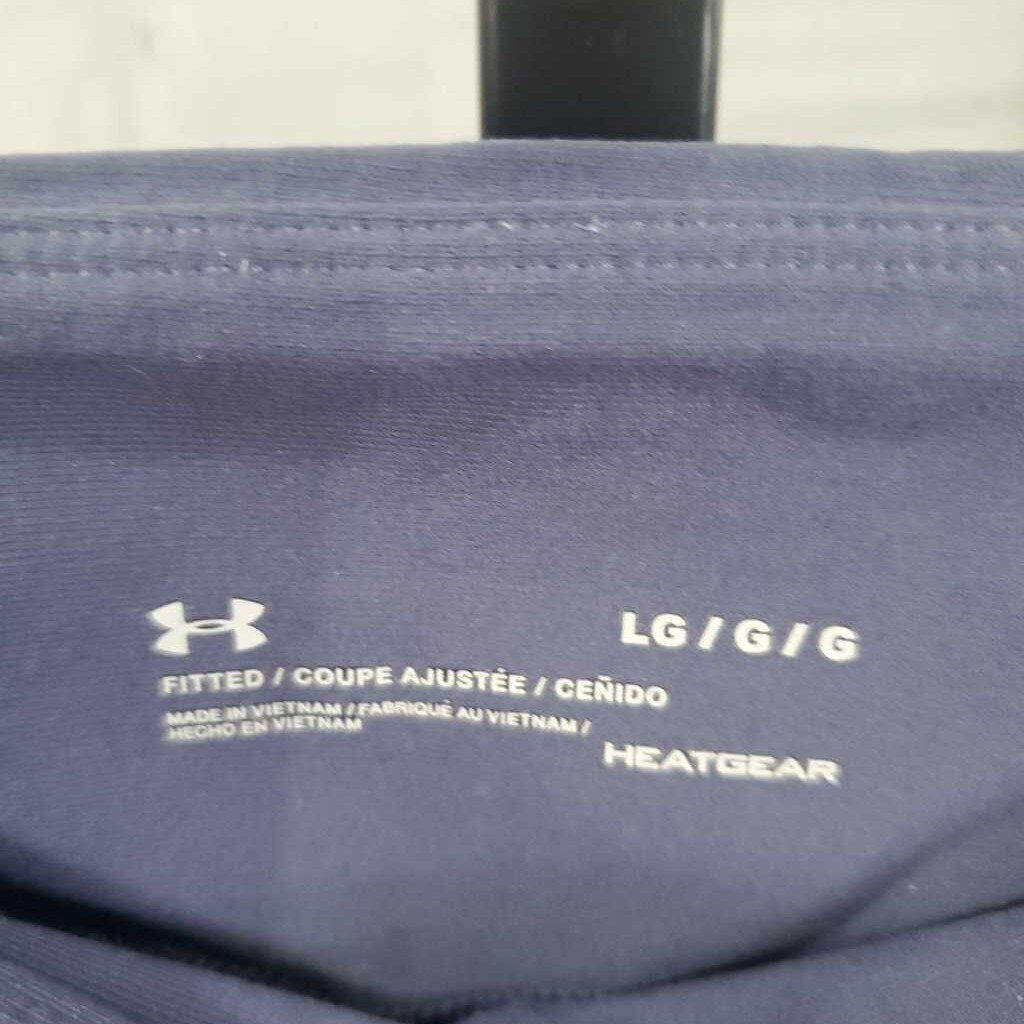 LG / G / G
FITTED / COUPE AJUSTÉE / CEÑIDO
MADE IN VIETNAM / FABRIQUÉ AU VIETNAM /
HECHO EN VIETNAM
HEATGEAR